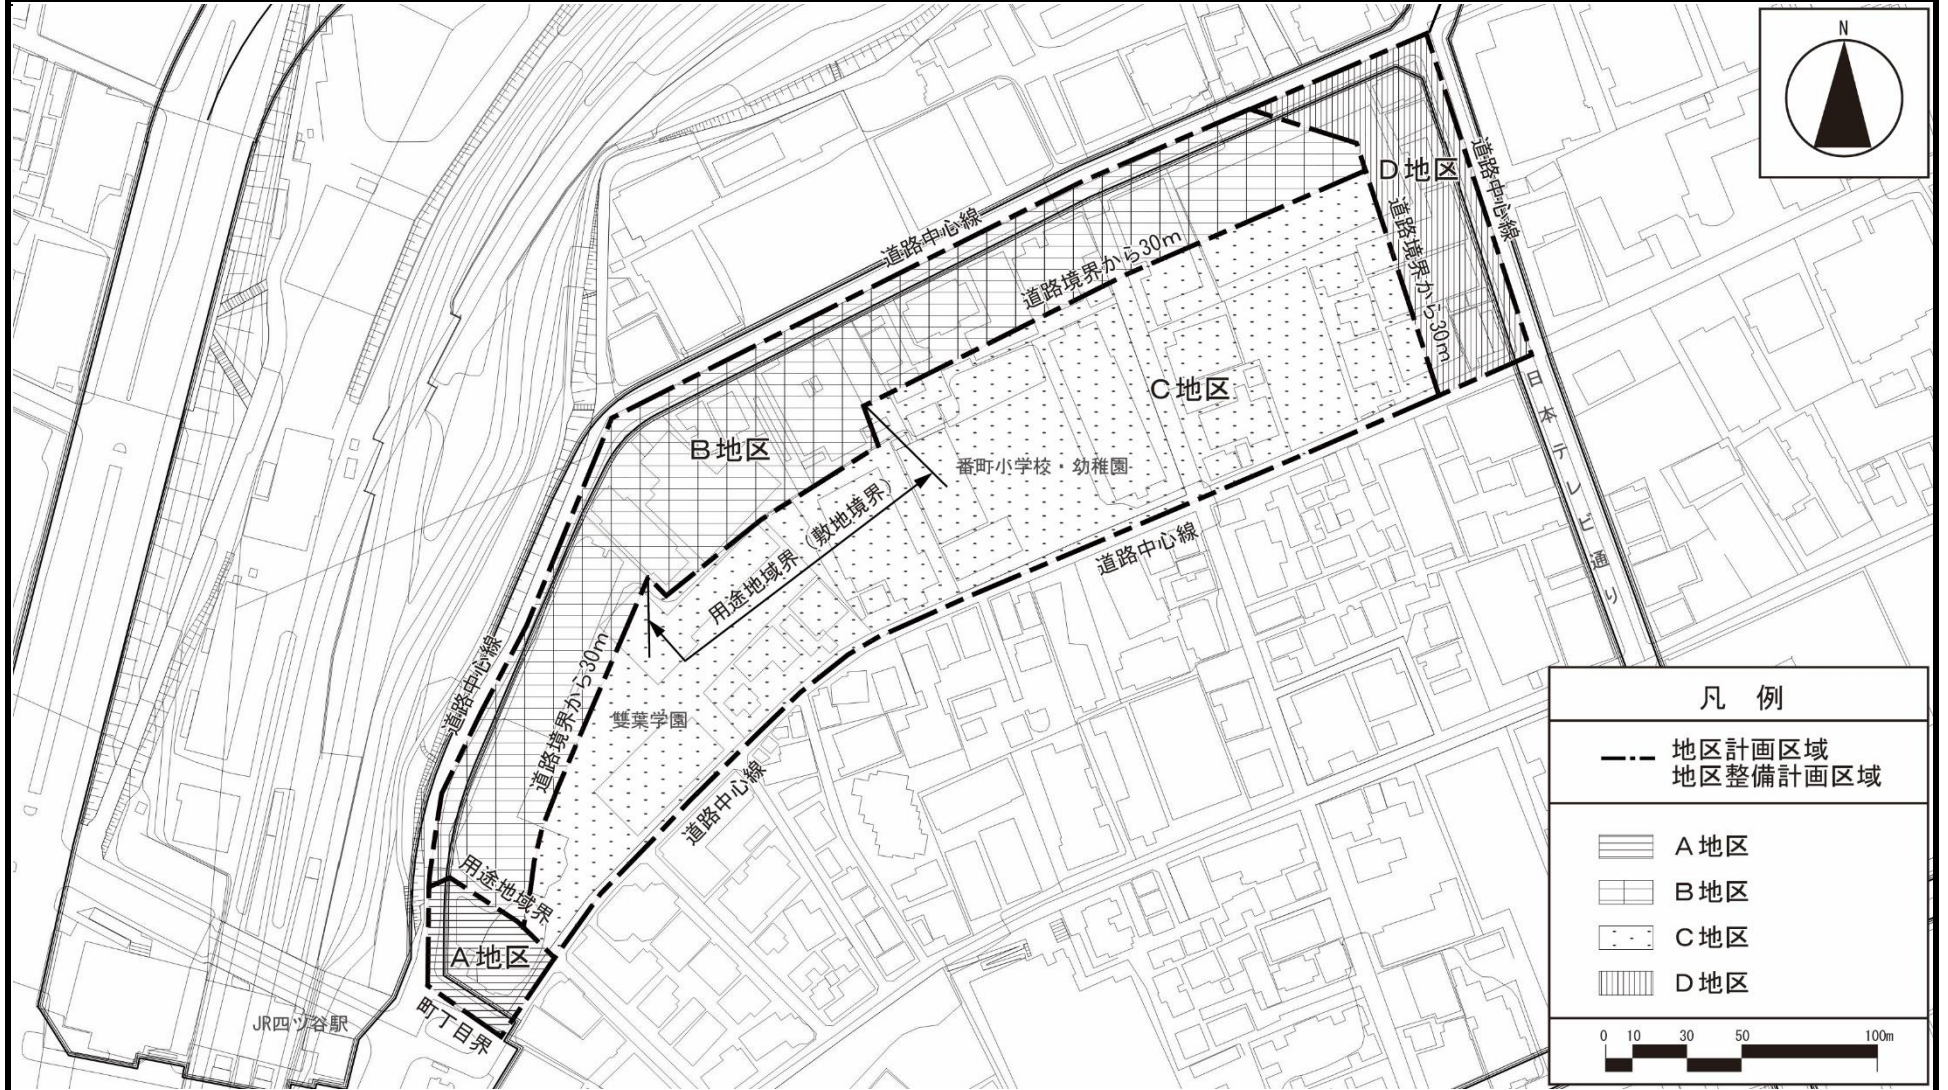 N
道路中心線
D地区
道路中心線
道路境界から30m
道路境界から30m
C地区
B地区
番町小学校・幼稚園
日本テレビ通り
用途地域界（敷地境界）
道路中心線
道路中心線
道路境界から30m
雙葉学園
道路中心線
用途地域界
A地区
町丁目界
JR四ツ谷駅
凡 例
地区計画区域
地区整備計画区域
A地区
B地区
C地区
D地区
0 10 30 50 100m